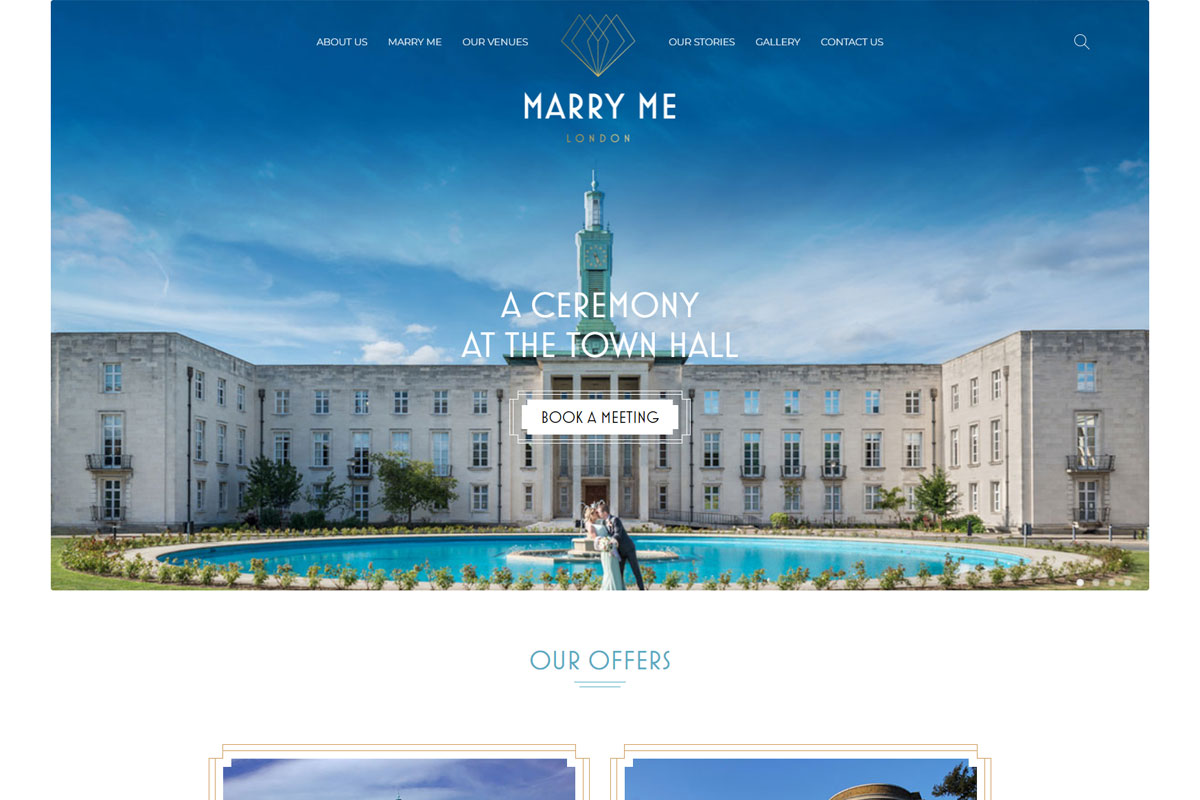 ABOUT US MARRY ME OUR VENUES OUR STORIES GALLERY CONTACT US
MARRY ME
LONDON
A CEREMONY
AT THE TOWN HALL
BOOK A MEETING
OUR OFFERS